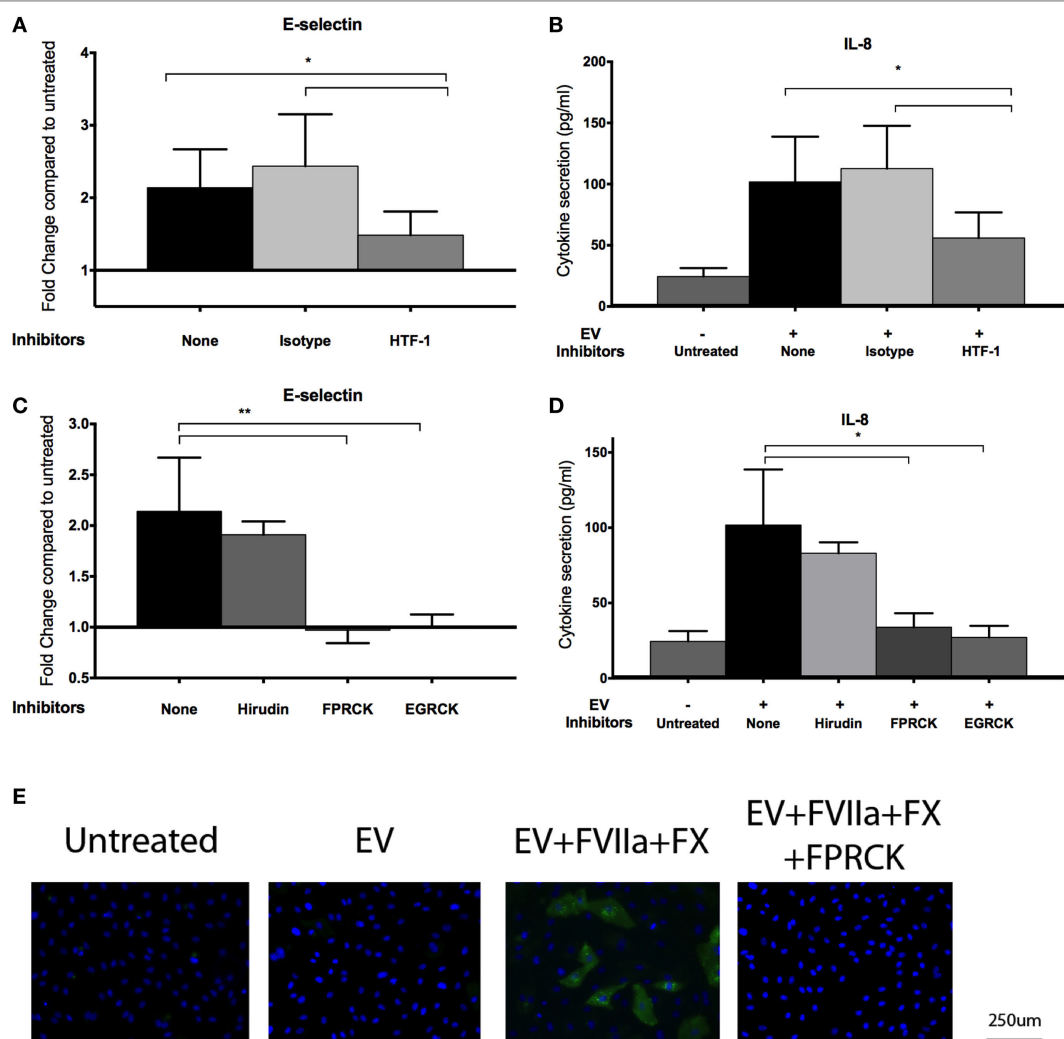 A
E-selectin
Fold Change compared to untreated
4
3
2
1
*
Inhibitors
None
Isotype
HTF-1
B
IL-8
Cytokine secretion (pg/ml)
200
150
100
50
0
*
EV - + + +
Inhibitors
Untreated
None
Isotype
HTF-1
C
E-selectin
Fold Change compared to untreated
3.0
2.5
2.0
1.5
1.0
0.5
**
Inhibitors
None
Hirudin
FPRCK
EGRCK
D
IL-8
Cytokine secretion (pg/ml)
150
100
50
0
*
EV - + + + +
Inhibitors
Untreated
None
Hirudin
FPRCK
EGRCK
E
Untreated
EV
EV+FVIIa+FX
EV+FVIIa+FX
+FPRCK
250um